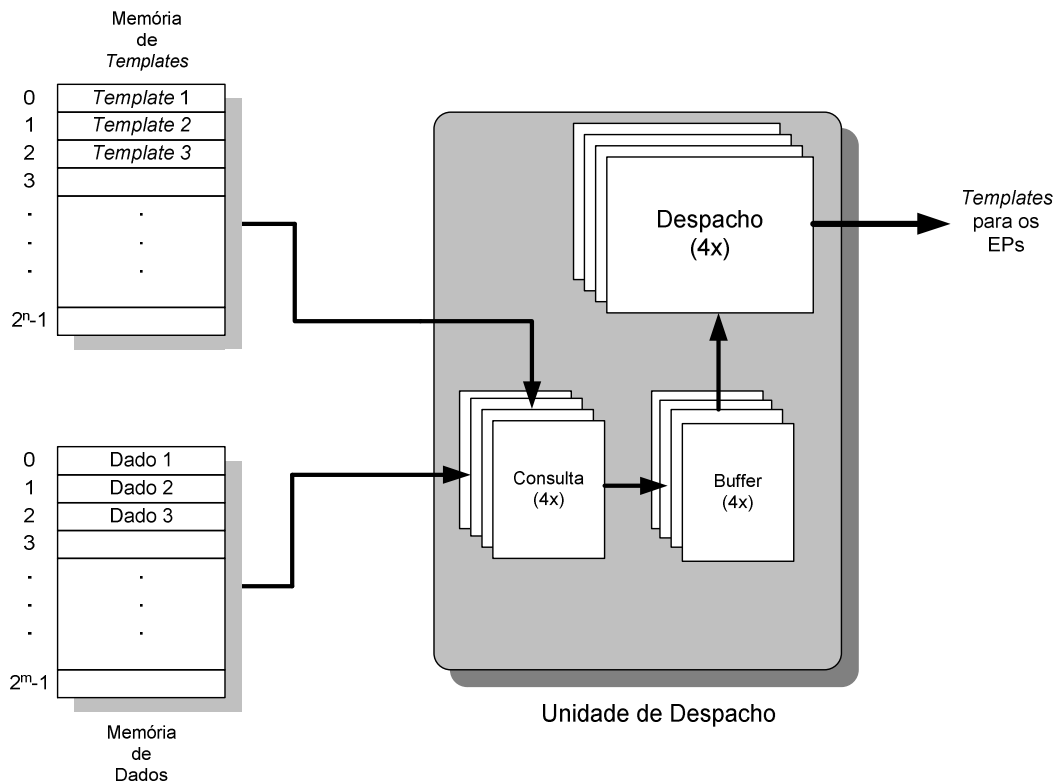 Memória
de
Templates
0 Template 1
1 Template 2
2 Template 3
3
. .
. .
. .
2ⁿ-1
Despacho
(4x)
Templates
para os
EPs
0 Dado 1
1 Dado 2
2 Dado 3
3
. .
. .
. .
2ᵐ-1
Consulta
(4x)
Buffer
(4x)
Unidade de Despacho
Memória
de
Dados